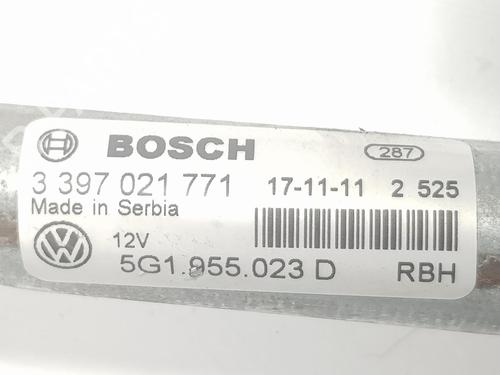 BOSCH 287
3 397 021 771 17-11-11 2 525
Made in Serbia
12V
5G1.955.023 D RBH